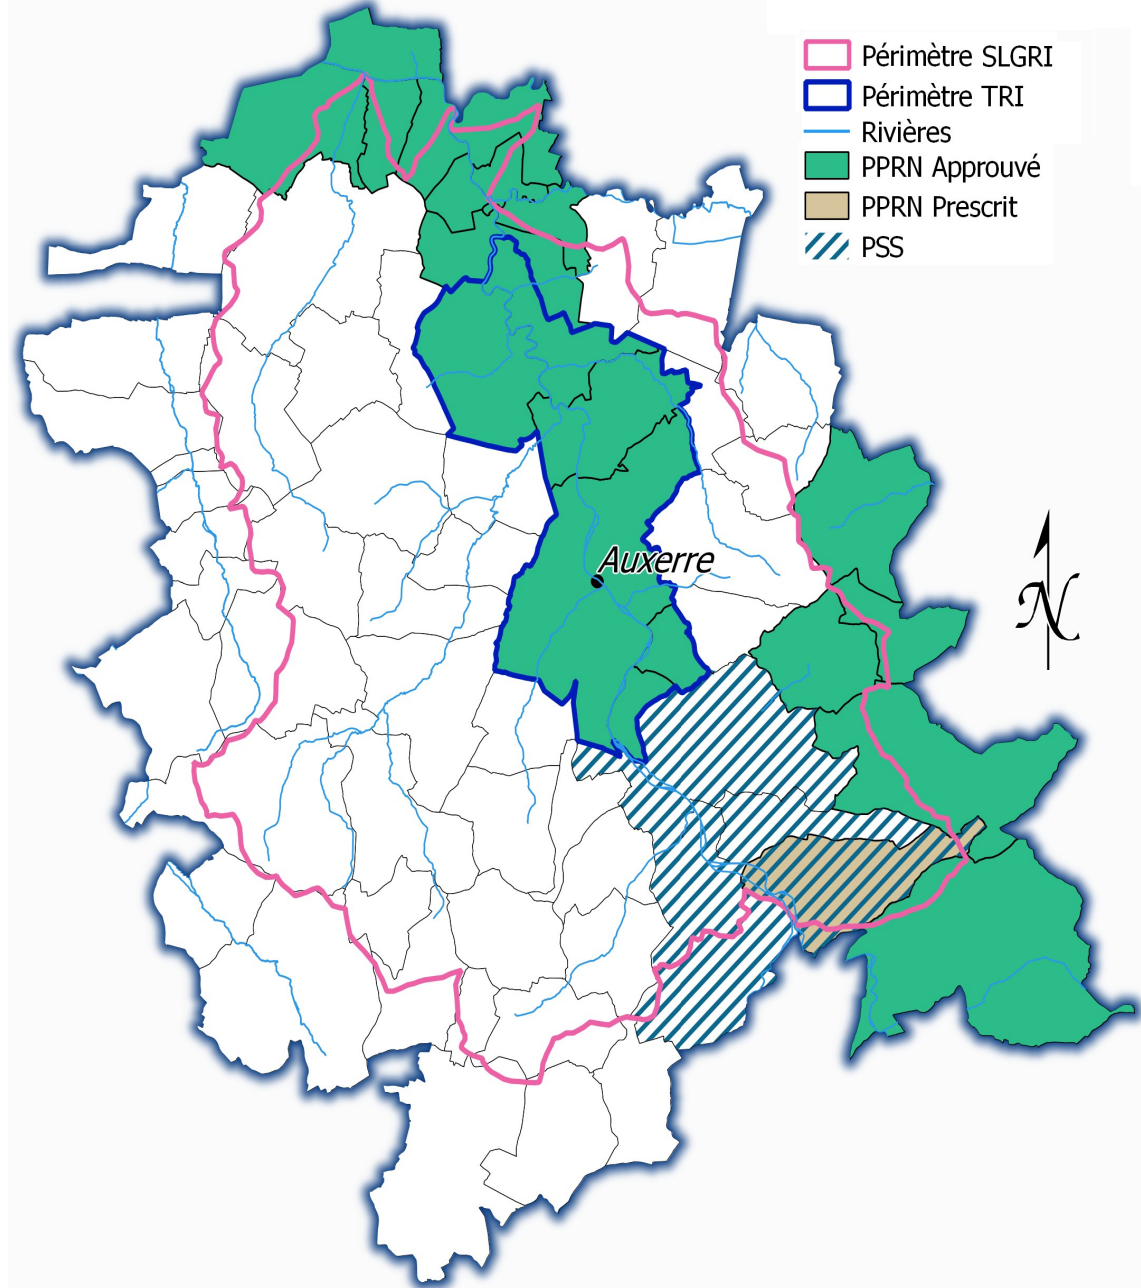 Périmètre SLGRI
Périmètre TRI
Rivières
PPRN Approuvé
PPRN Prescrit
PSS
Auxerre
N